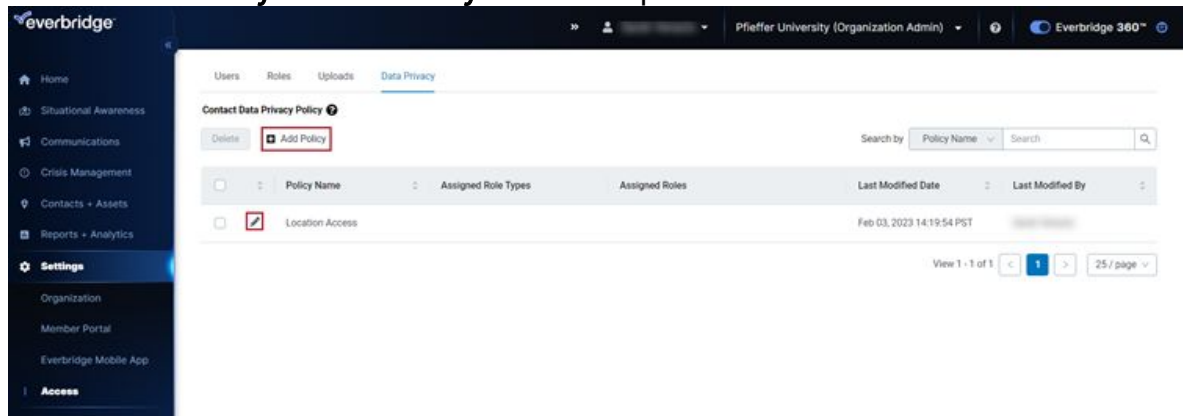 everbridge
» Pfieffer University (Organization Admin) Everbridge 360™
Home
Situational Awareness
Communications
Crisis Management
Contacts + Assets
Reports + Analytics
Settings
Organization
Member Portal
Everbridge Mobile App
Access
Users Roles Uploads Data Privacy
Contact Data Privacy Policy
Delete Add Policy Search by Policy Name Search
Policy Name Assigned Role Types Assigned Roles Last Modified Date Last Modified By
Location Access Feb 03, 2023 14:19:54 PST
View 1 - 1 of 1 < 1 > 25 / page